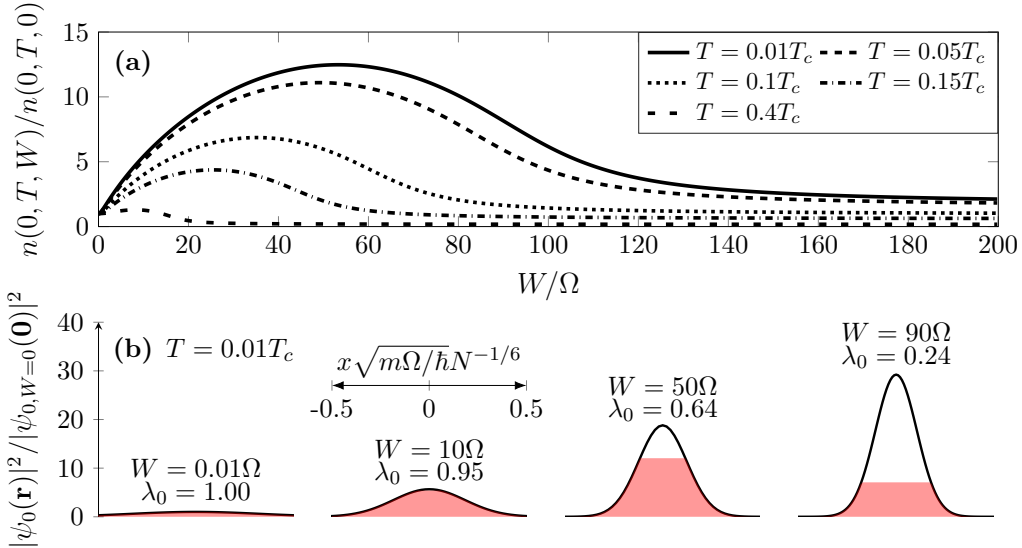 n(0, T, W)/n(0, T, 0)
15
10
5
0
(a)
T = 0.01T_c
T = 0.05T_c
T = 0.1T_c
T = 0.15T_c
T = 0.4T_c
0 20 40 60 80 100 120 140 160 180 200
W/Ω
|ψ_0(r)|^2/|ψ_{0,W=0}(0)|^2
40
30
20
10
0
(b) T = 0.01T_c
x√(mΩ/ħ)N^{-1/6}
-0.5 0 0.5
W = 0.01Ω
λ_0 = 1.00
W = 10Ω
λ_0 = 0.95
W = 50Ω
λ_0 = 0.64
W = 90Ω
λ_0 = 0.24